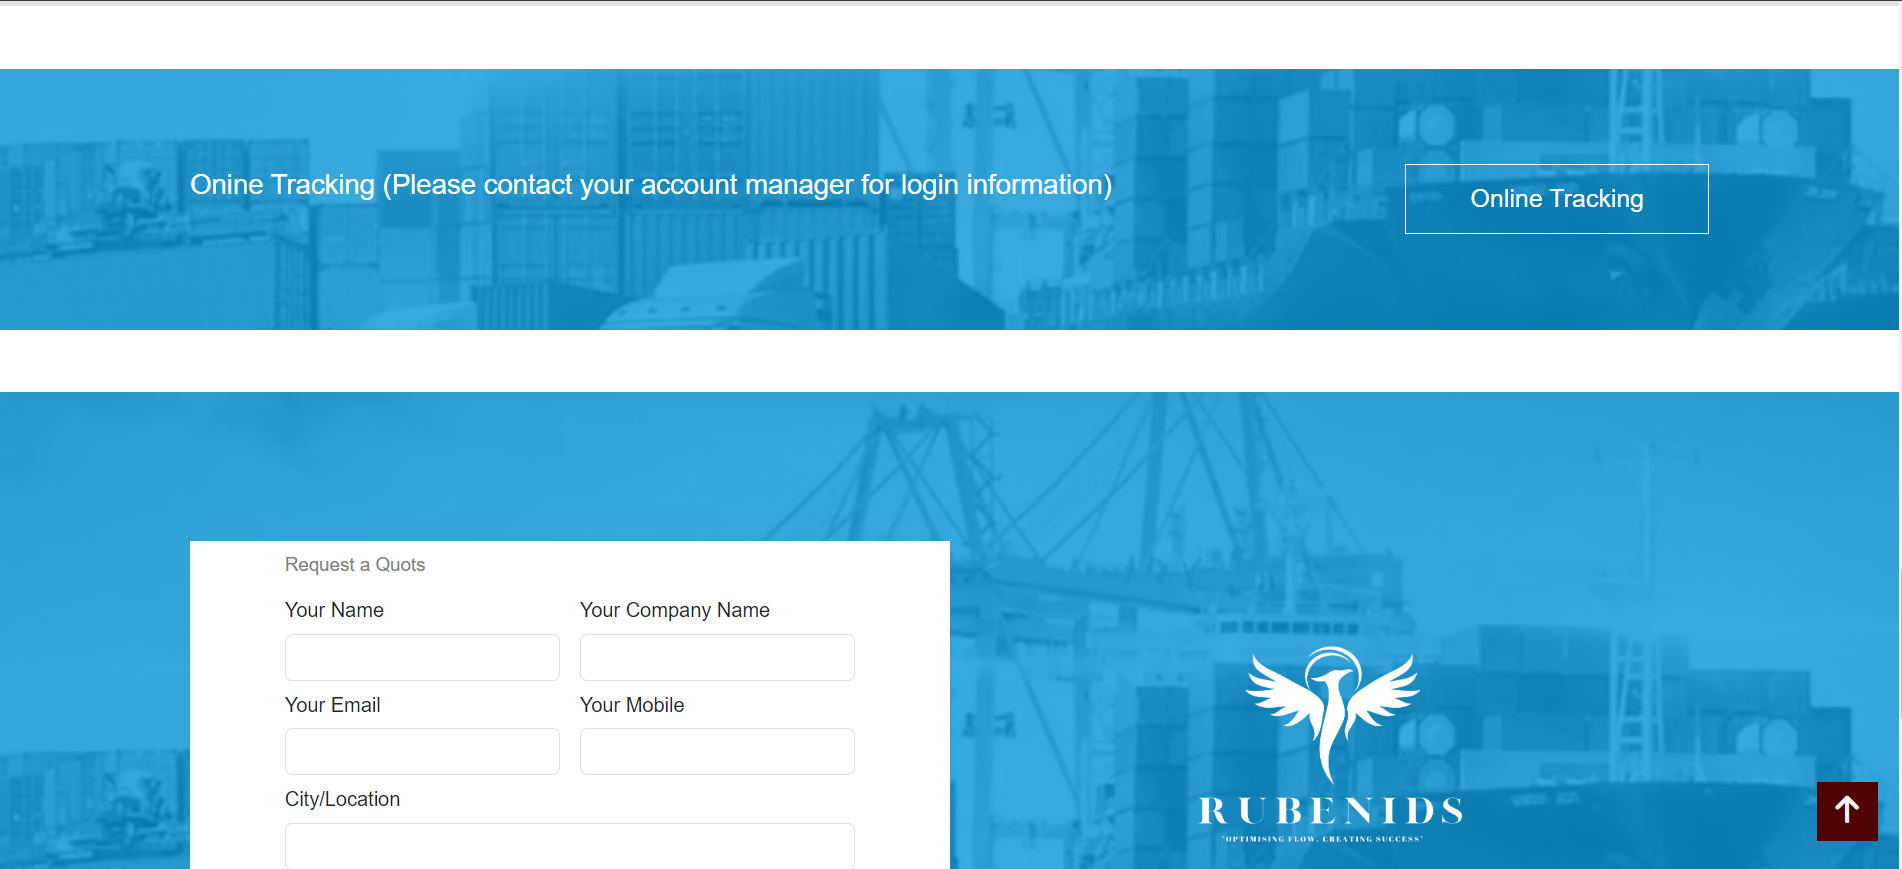 Onine Tracking (Please contact your account manager for login information)
Online Tracking
Request a Quots
Your Name
Your Company Name
Your Email
Your Mobile
City/Location
RUBENIDS
"OPTIMISING FLOW, CREATING SUCCESS"